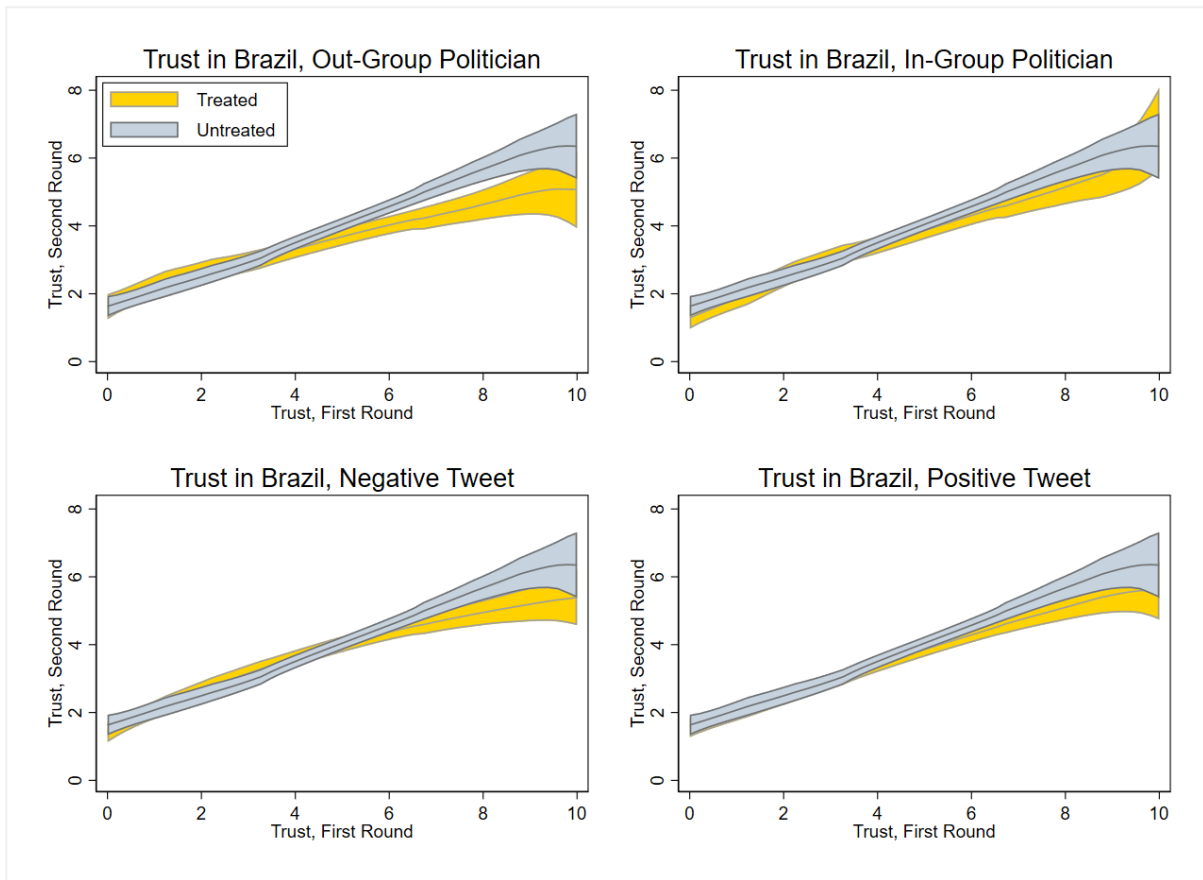 Trust in Brazil, Out-Group Politician
Treated
Untreated
Trust, Second Round
8
6
4
2
0
0 2 4 6 8 10
Trust, First Round
Trust in Brazil, In-Group Politician
Trust, Second Round
8
6
4
2
0
0 2 4 6 8 10
Trust, First Round
Trust in Brazil, Negative Tweet
Trust, Second Round
8
6
4
2
0
0 2 4 6 8 10
Trust, First Round
Trust in Brazil, Positive Tweet
Trust, Second Round
8
6
4
2
0
0 2 4 6 8 10
Trust, First Round